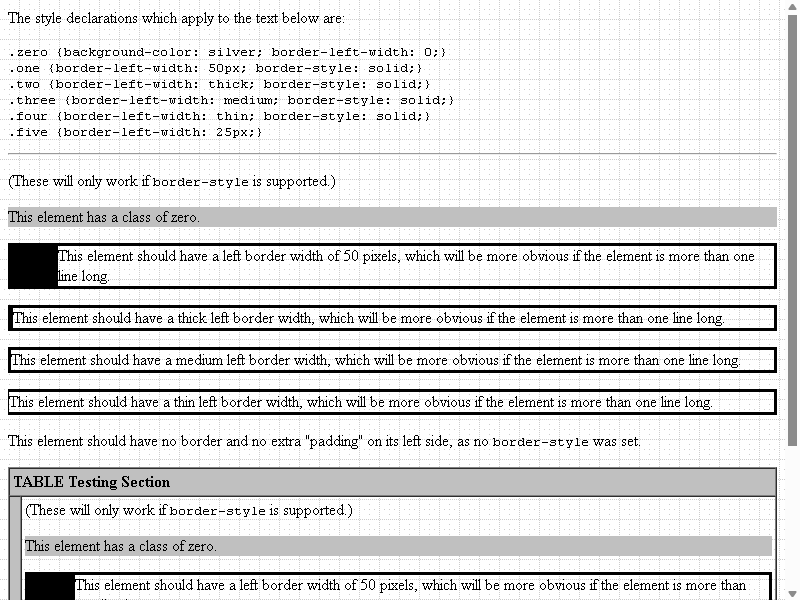 The style declarations which apply to the text below are:
.zero {background-color: silver; border-left-width: 0;}
.one {border-left-width: 50px; border-style: solid;}
.two {border-left-width: thick; border-style: solid;}
.three {border-left-width: medium; border-style: solid;}
.four {border-left-width: thin; border-style: solid;}
.five {border-left-width: 25px;}
(These will only work if border-style is supported.)
This element has a class of zero.
This element should have a left border width of 50 pixels, which will be more obvious if the element is more than one
line long.
This element should have a thick left border width, which will be more obvious if the element is more than one line long.
This element should have a medium left border width, which will be more obvious if the element is more than one line long.
This element should have a thin left border width, which will be more obvious if the element is more than one line long.
This element should have no border and no extra "padding" on its left side, as no border-style was set.
TABLE Testing Section
(These will only work if border-style is supported.)
This element has a class of zero.
This element should have a left border width of 50 pixels, which will be more obvious if the element is more than